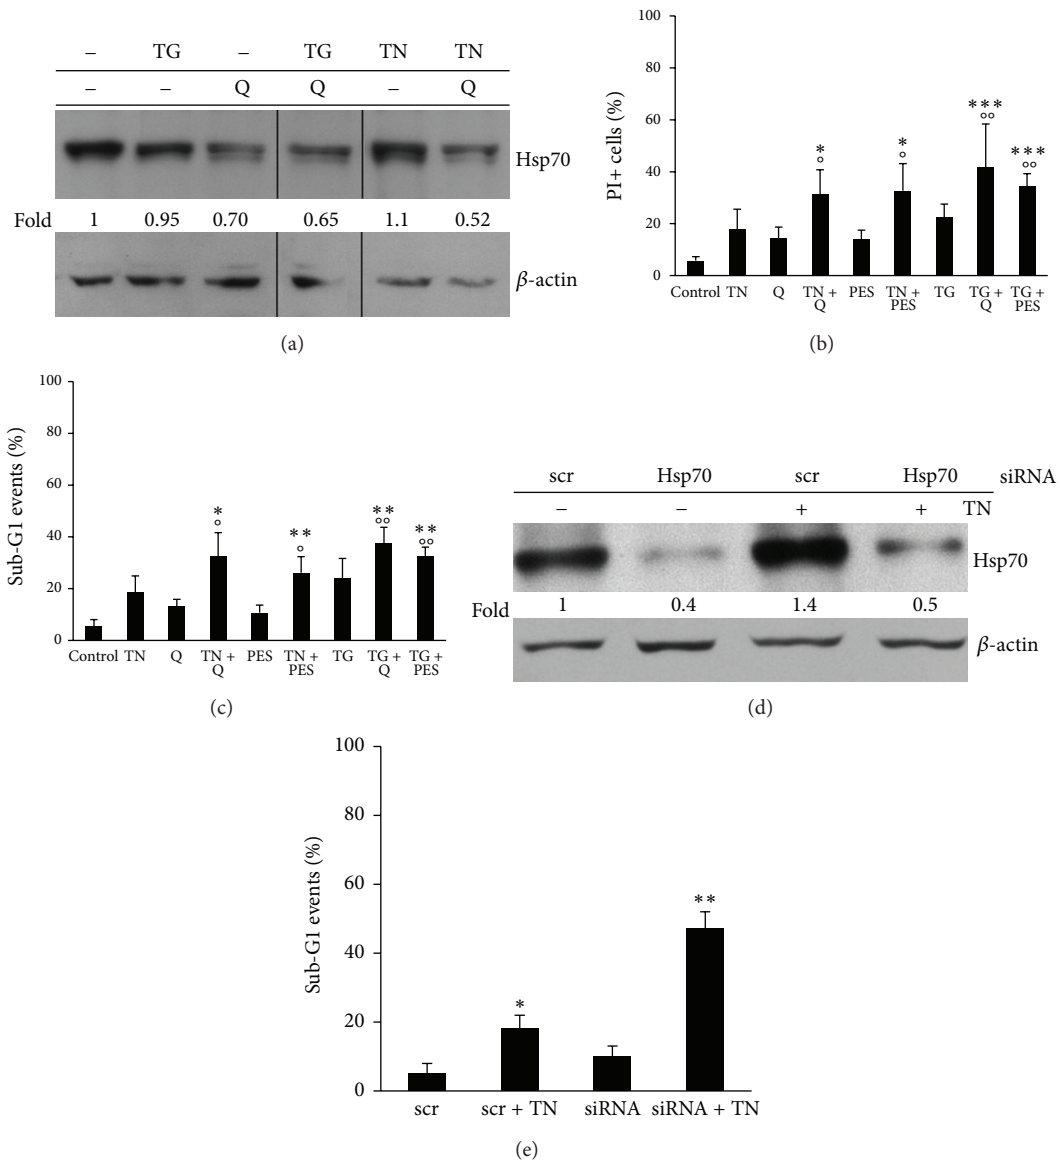 – TG – TG TN TN
– – Q Q – Q
Hsp70
Fold 1 0.95 0.70 0.65 1.1 0.52
β-actin
(a)
100
80
60
40
20
0
PI+ cells (%)
* ° * ° *** °° *** °°
Control TN Q TN + Q PES TN + PES TG TG + Q TG + PES
(b)
100
80
60
40
20
0
Sub-G1 events (%)
* ° ** ° ** °° ** °°
Control TN Q TN + Q PES TN + PES TG TG + Q TG + PES
(c)
scr Hsp70 scr Hsp70 siRNA
– – + + TN
Hsp70
Fold 1 0.4 1.4 0.5
β-actin
(d)
100
80
60
40
20
0
Sub-G1 events (%)
* **
scr scr + TN siRNA siRNA + TN
(e)